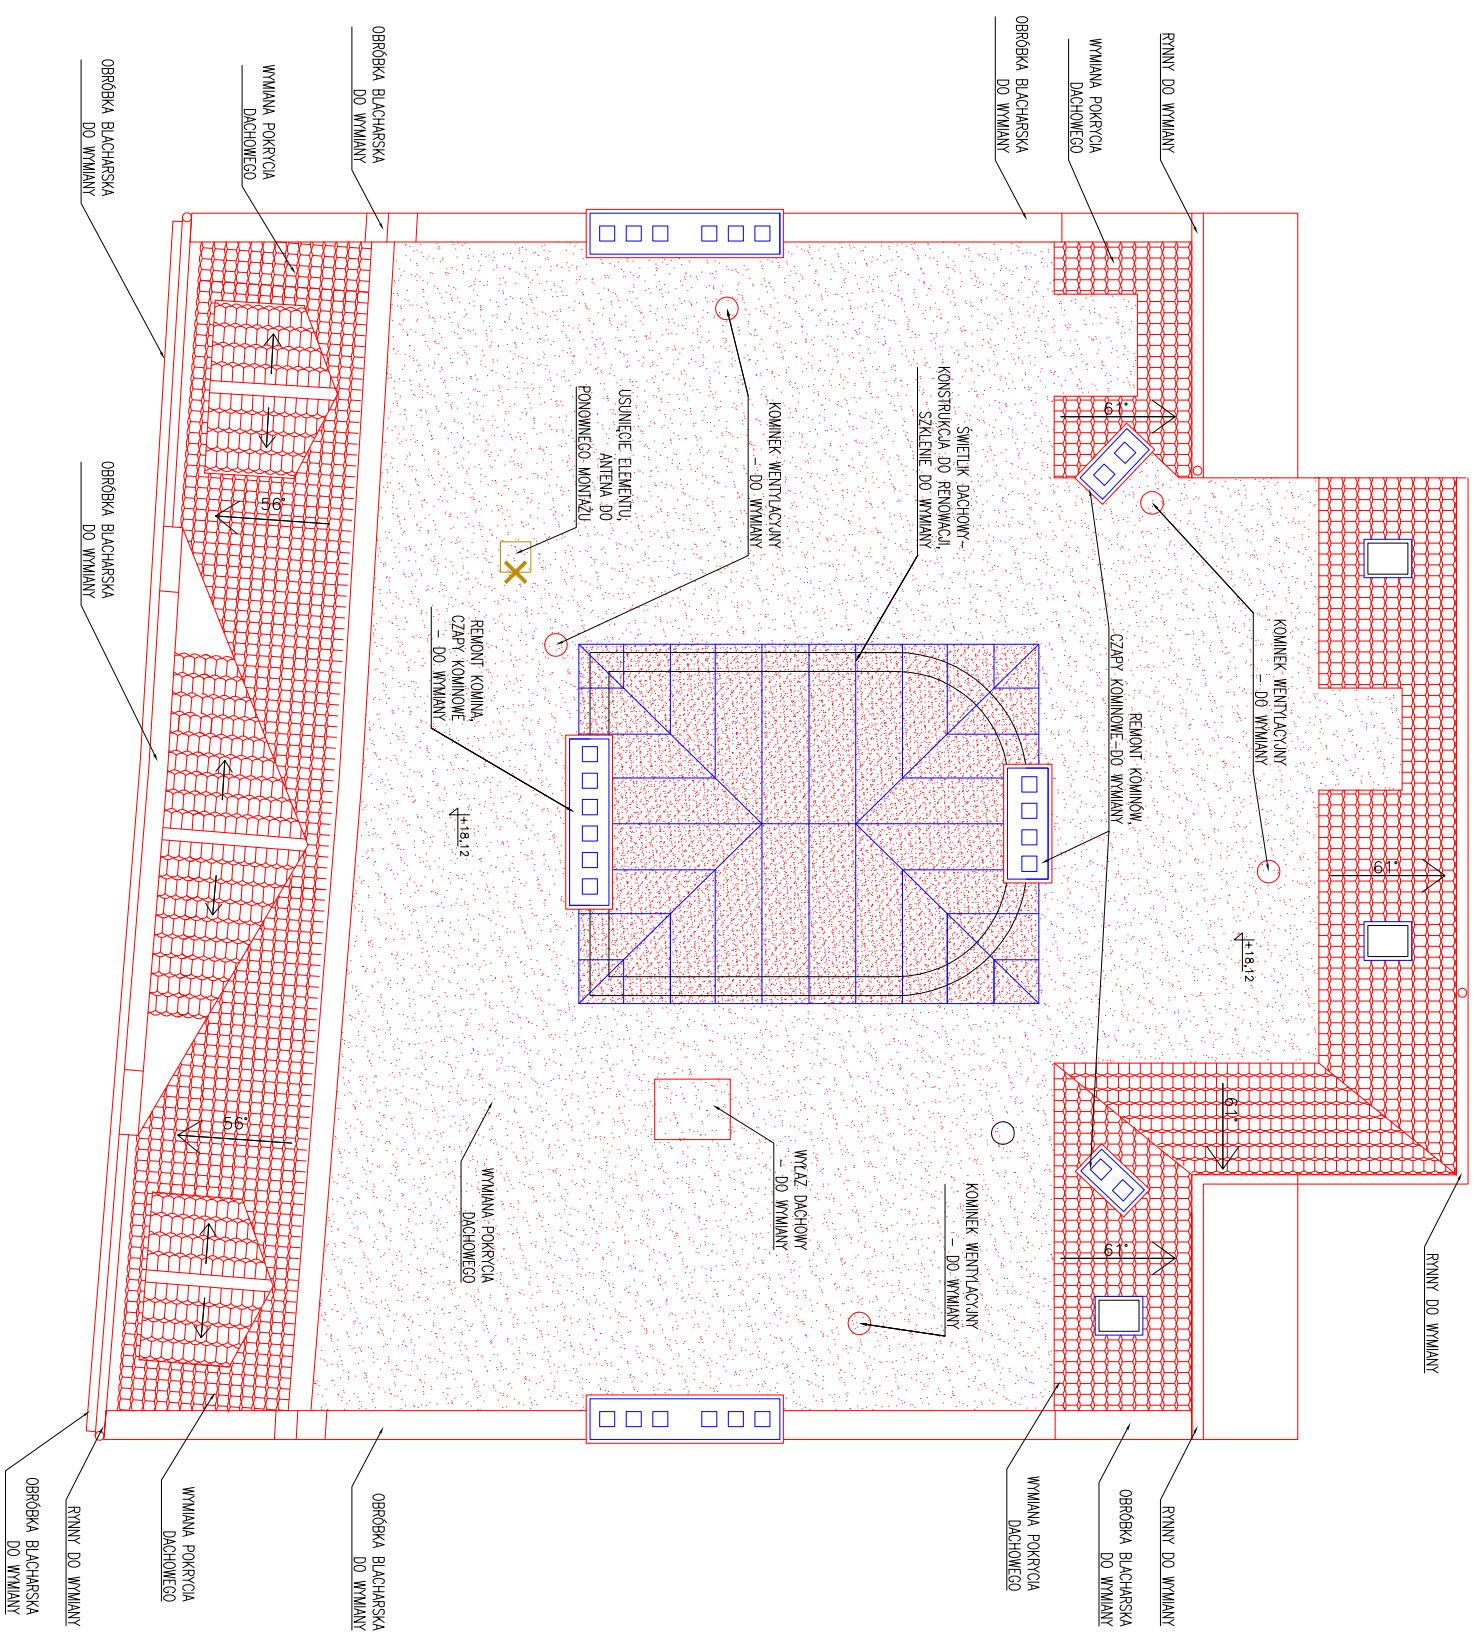 RYNNY DO WYMIANY
WYMIANA POKRYCIA
DACHOWEGO
OBRÓBKA BLACHARSKA
DO WYMIANY
OBRÓBKA BLACHARSKA
DO WYMIANY
WYMIANA POKRYCIA
DACHOWEGO
OBRÓBKA BLACHARSKA
DO WYMIANY
61°
ŚWIETLIK DACHOWY-
KONSTRUKCJA DO RENOWACJI,
SZKLENIE DO WYMIANY
KOMINEK WENTYLACYJNY
- DO WYMIANY
USUNIĘCIE ELEMENTU,
ANTENA DO
PONOWNEGO MONTAŻU
56°
OBRÓBKA BLACHARSKA
DO WYMIANY
KOMINEK WENTYLACYJNY
- DO WYMIANY
REMONT KOMINÓW,
CZAPY KOMINOWE-DO WYMIANY
REMONT KOMINA,
CZAPY KOMINOWE
- DO WYMIANY
61°
+18,12
+18,12
61°
56°
61°
WYŁAZ DACHOWY
- DO WYMIANY
KOMINEK WENTYLACYJNY
- DO WYMIANY
WYMIANA POKRYCIA
DACHOWEGO
RYNNY DO WYMIANY
RYNNY DO WYMIANY
OBRÓBKA BLACHARSKA
DO WYMIANY
WYMIANA POKRYCIA
DACHOWEGO
OBRÓBKA BLACHARSKA
DO WYMIANY
WYMIANA POKRYCIA
DACHOWEGO
RYNNY DO WYMIANY
OBRÓBKA BLACHARSKA
DO WYMIANY